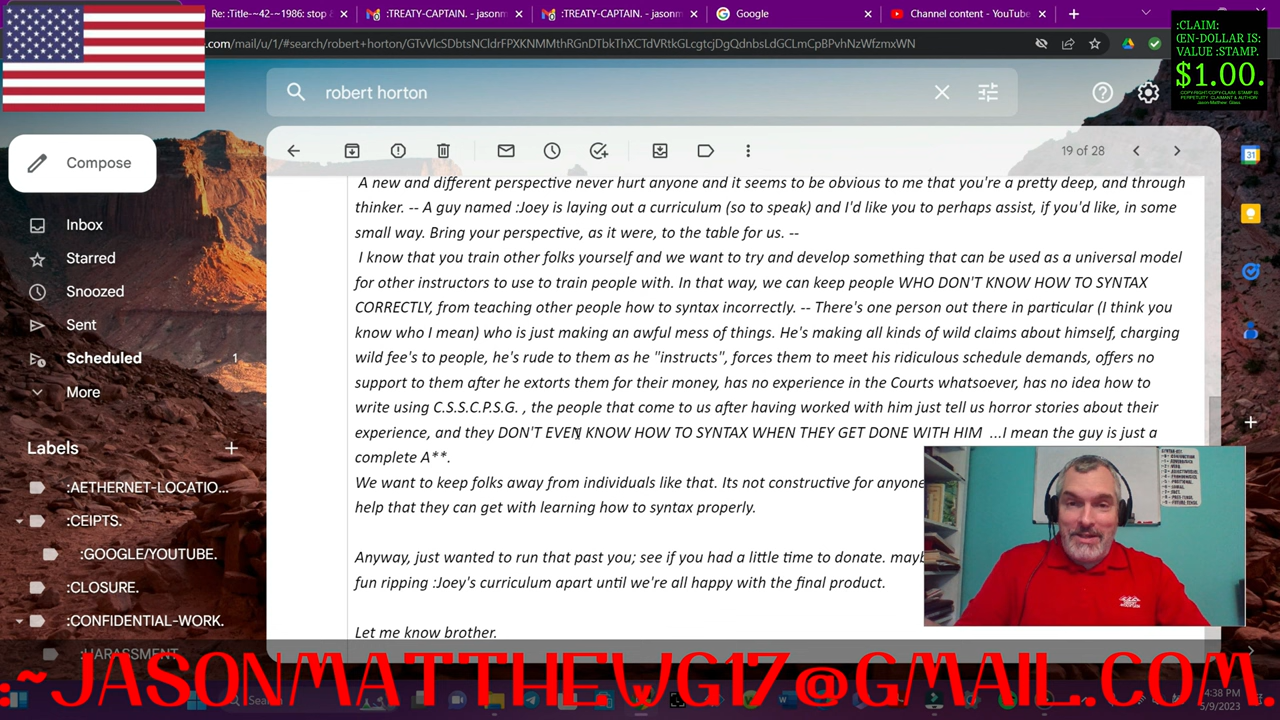 Re: :Title-~42-~1986: stop &
:TREATY-CAPTAIN. - jasonm
:TREATY-CAPTAIN. - jasonm
Google
Channel content - YouTube
.com/mail/u/1/#search/robert+horton/GTvVlcSDbtsNCldrFPXKNMMthRGnDTbkThXCTdVRtkGLcgtcjDgQdnbsLdGCLmCpBPvhNzWfzmxWN
:CLAIM:
VALUE :STAMP.
$1.00.
robert horton
Compose
19 of 28
Inbox
Starred
Snoozed
Sent
Scheduled 1
More
Labels
:AETHERNET-LOCATIO...
:CEIPTS.
:GOOGLE/YOUTUBE.
:CLOSURE.
:CONFIDENTIAL-WORK.
:HARASSMENT
A new and different perspective never hurt anyone and it seems to be obvious to me that you're a pretty deep, and through
thinker. -- A guy named :Joey is laying out a curriculum (so to speak) and I'd like you to perhaps assist, if you'd like, in some
small way. Bring your perspective, as it were, to the table for us. --
I know that you train other folks yourself and we want to try and develop something that can be used as a universal model
for other instructors to use to train people with. In that way, we can keep people WHO DON'T KNOW HOW TO SYNTAX
CORRECTLY, from teaching other people how to syntax incorrectly. -- There's one person out there in particular (I think you
know who I mean) who is just making an awful mess of things. He's making all kinds of wild claims about himself, charging
wild fee's to people, he's rude to them as he "instructs", forces them to meet his ridiculous schedule demands, offers no
support to them after he extorts them for their money, has no experience in the Courts whatsoever, has no idea how to
write using C.S.S.C.P.S.G. , the people that come to us after having worked with him just tell us horror stories about their
experience, and they DON'T EVEN KNOW HOW TO SYNTAX WHEN THEY GET DONE WITH HIM ...I mean the guy is just a
complete A**.
We want to keep folks away from individuals like that. Its not constructive for anyone
help that they can get with learning how to syntax properly.
Anyway, just wanted to run that past you; see if you had a little time to donate. mayb
fun ripping :Joey's curriculum apart until we're all happy with the final product.
Let me know brother.
:~JASONMATTHEWG17@GMAIL.COM.
Search
4:38 PM
5/9/2023